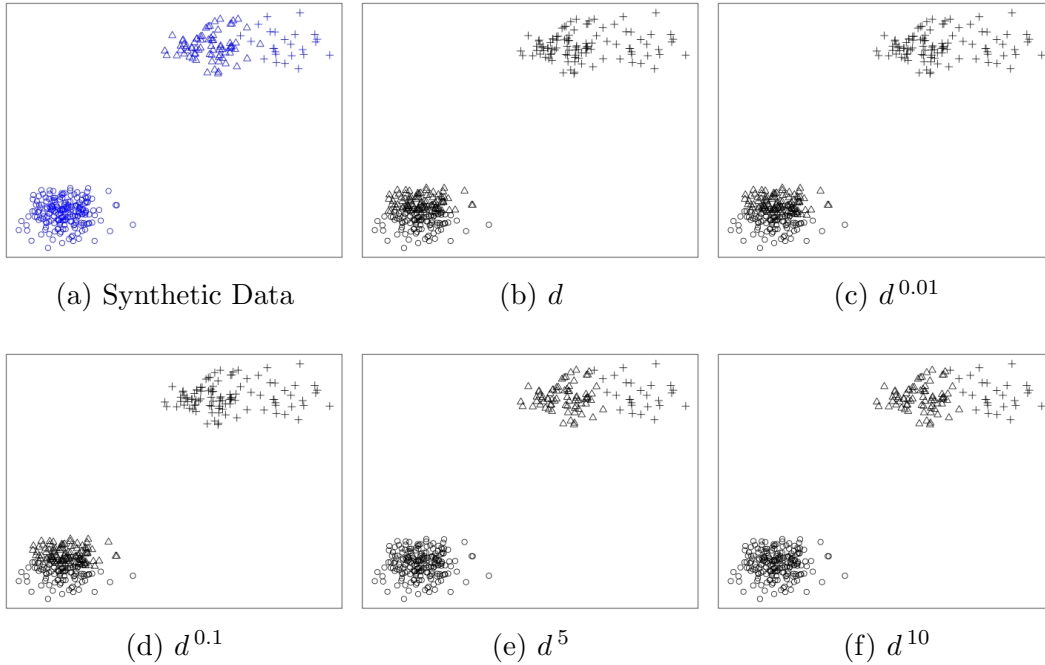 (a) Synthetic Data
(b) d
(c) d^0.01
(d) d^0.1
(e) d^5
(f) d^10